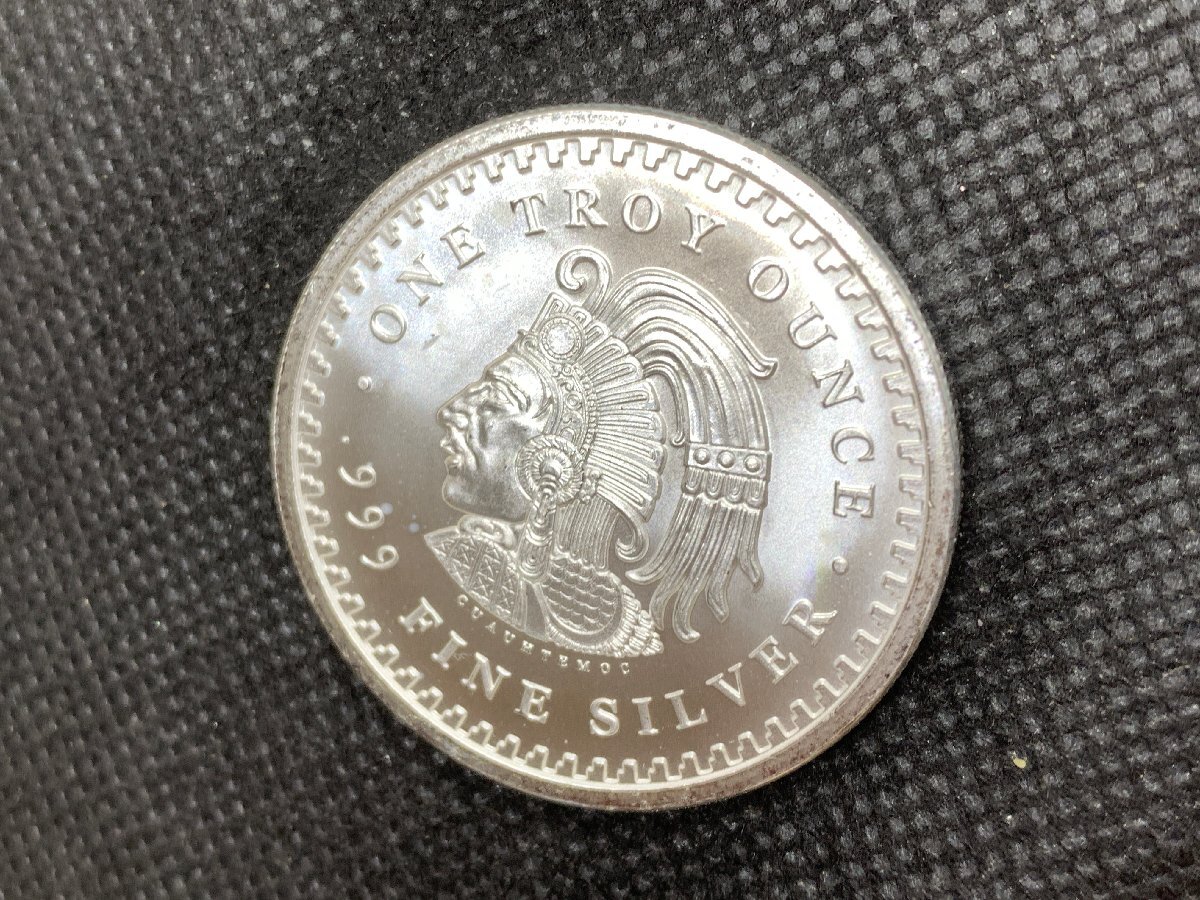 ONE TROY OUNCE
999 FINE SILVER
CUAUHTEMOC